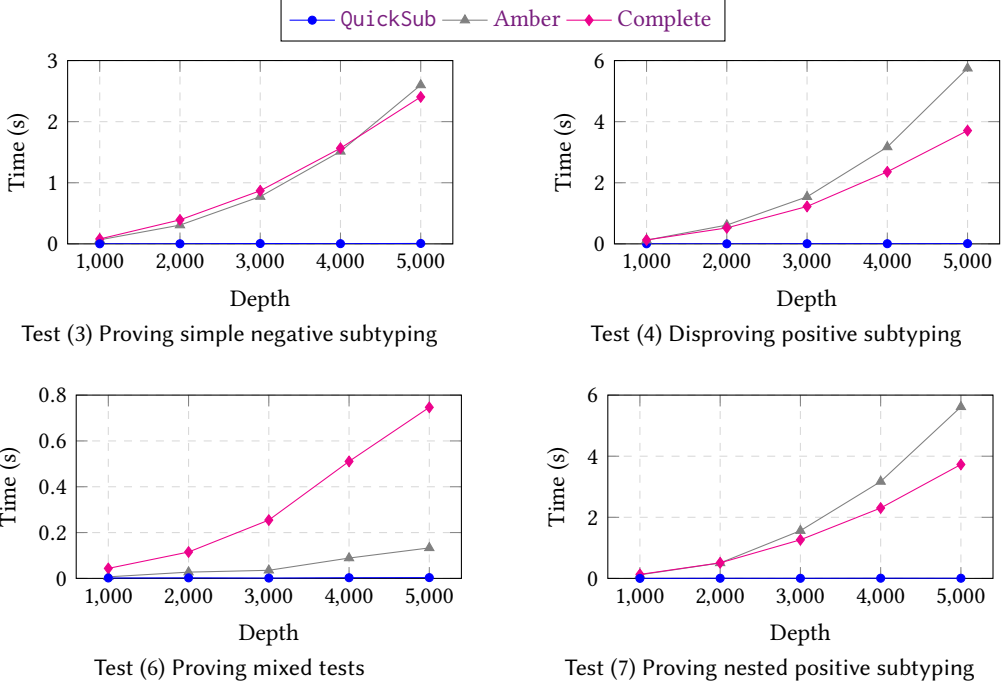 QuickSub Amber Complete
3
2
1
0
Time (s)
1,000 2,000 3,000 4,000 5,000
Depth
Test (3) Proving simple negative subtyping
6
4
2
0
Time (s)
1,000 2,000 3,000 4,000 5,000
Depth
Test (4) Disproving positive subtyping
0.8
0.6
0.4
0.2
0
Time (s)
1,000 2,000 3,000 4,000 5,000
Depth
Test (6) Proving mixed tests
6
4
2
0
Time (s)
1,000 2,000 3,000 4,000 5,000
Depth
Test (7) Proving nested positive subtyping